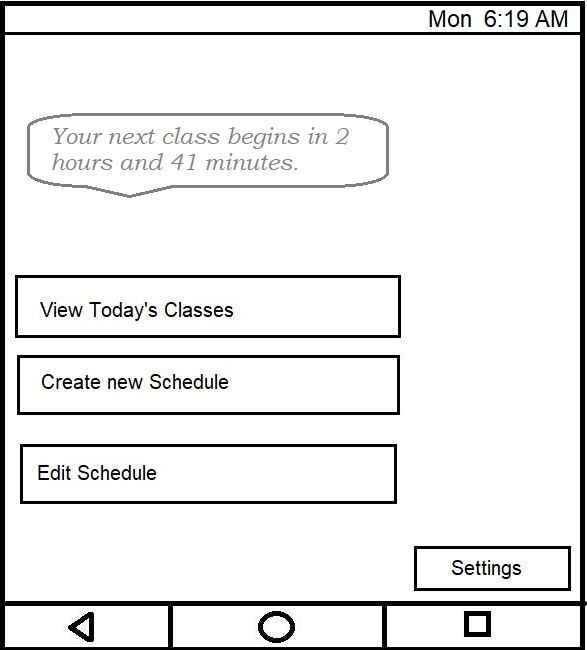 Mon 6:19 AM
Your next class begins in 2
hours and 41 minutes.
View Today's Classes
Create new Schedule
Edit Schedule
Settings